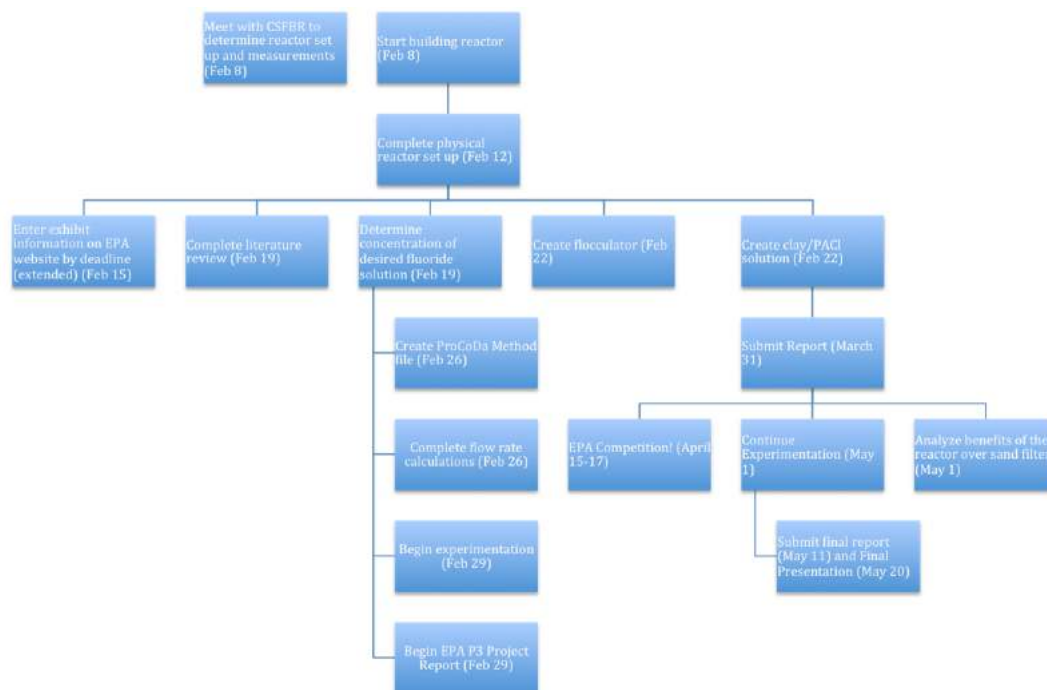 Meet with CSFBR to
determine reactor set
up and measurements
(Feb 8)
Start building reactor
(Feb 8)
Complete physical
reactor set up (Feb 12)
Enter exhibit
information on EPA
website by deadline
(extended) (Feb 15)
Complete literature
review (Feb 19)
Determine
concentration of
desired fluoride
solution (Feb 19)
Create flocculator (Feb
22)
Create clay/PACl
solution (Feb 22)
Create ProCoDa Method
file (Feb 26)
Complete flow rate
calculations (Feb 26)
Begin experimentation
(Feb 29)
Begin EPA P3 Project
Report (Feb 29)
Submit Report (March
31)
EPA Competition! (April
15-17)
Continue
Experimentation (May
1)
Analyze benefits of the
reactor over sand filter
(May 1)
Submit final report
(May 11) and Final
Presentation (May 20)